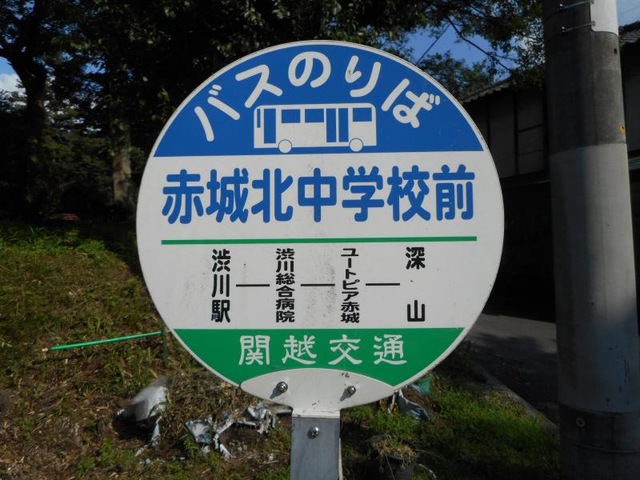 バスのりば
赤城北中学校前
渋川駅—渋川総合病院—ユートピア赤城—深山
関越交通